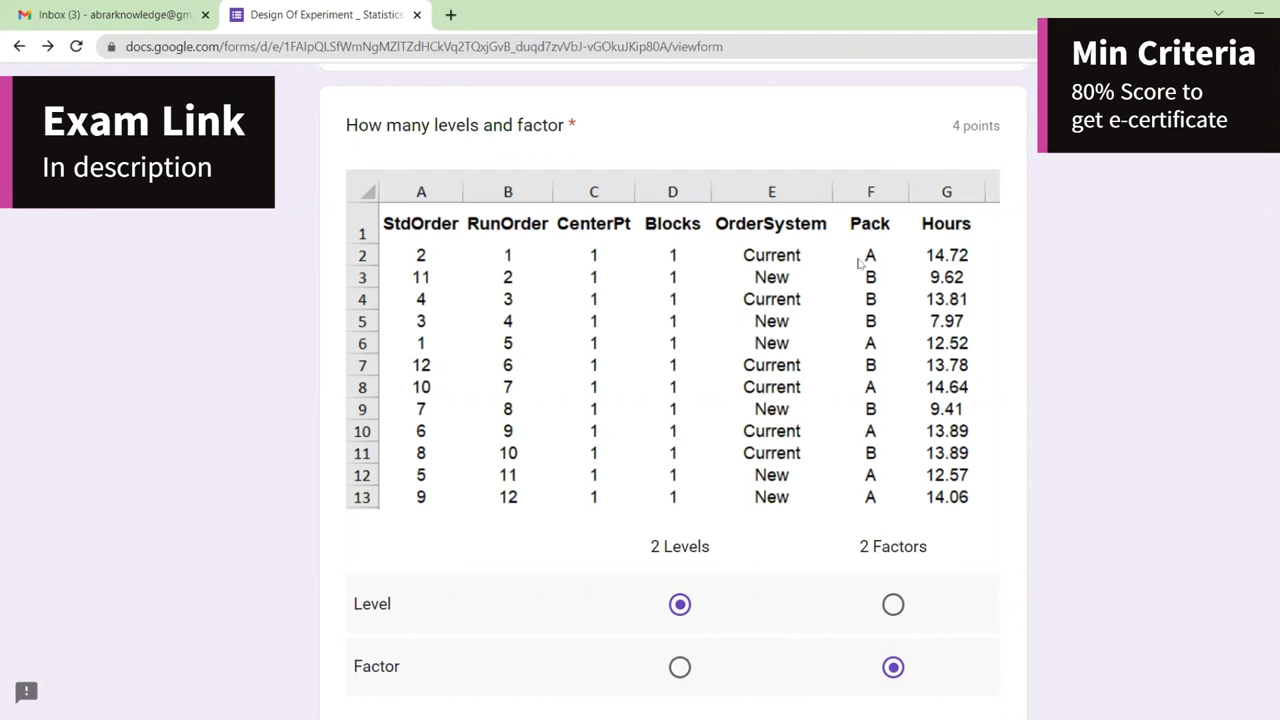 Inbox (3) - abrarknowledge@gm
Design Of Experiment _ Statistics
docs.google.com/forms/d/e/1FAIpQLSfWmNgMZlTZdHCkVq2TQxjGvB_duqd7zvVbJ-vGOkuJKip80A/viewform
Exam Link
In description
Min Criteria
80% Score to
get e-certificate
How many levels and factor *
4 points
A B C D E F G
1 StdOrder RunOrder CenterPt Blocks OrderSystem Pack Hours
2 2 1 1 1 Current A 14.72
3 11 2 1 1 New B 9.62
4 4 3 1 1 Current B 13.81
5 3 4 1 1 New B 7.97
6 1 5 1 1 New A 12.52
7 12 6 1 1 Current B 13.78
8 10 7 1 1 Current A 14.64
9 7 8 1 1 New B 9.41
10 6 9 1 1 Current A 13.89
11 8 10 1 1 Current B 13.89
12 5 11 1 1 New A 12.57
13 9 12 1 1 New A 14.06
2 Levels 2 Factors
Level
Factor